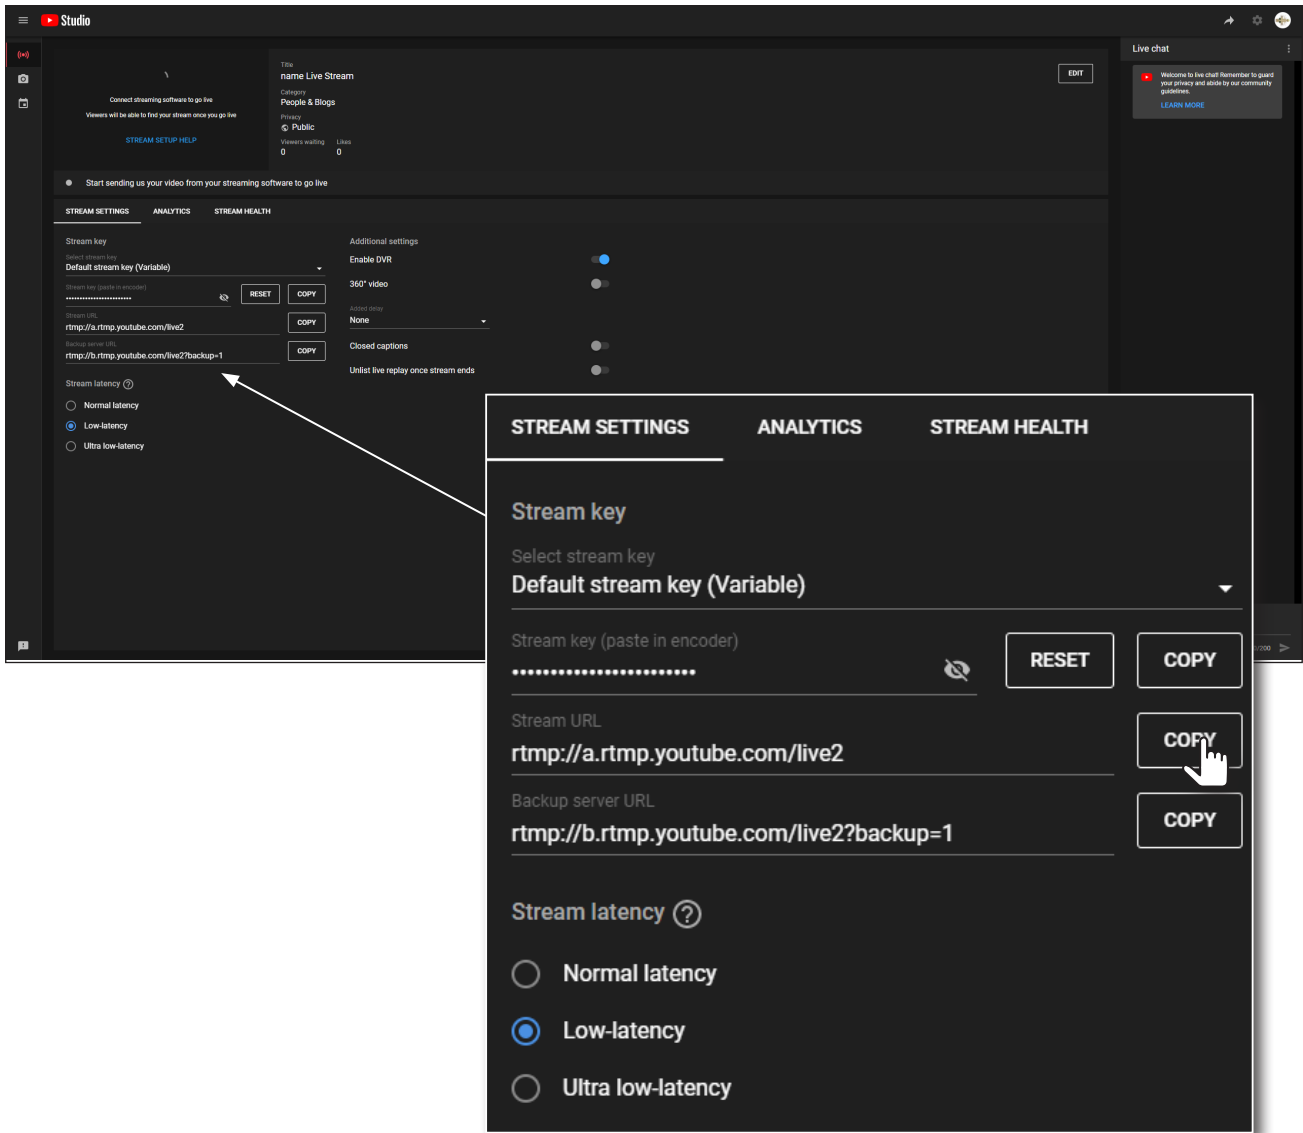 Studio
Connect streaming software to go live
Viewers will be able to find your stream once you go live
STREAM SETUP HELP
Title
name Live Stream
Category
People & Blogs
Privacy
Public
Viewers waiting Likes
0 0
EDIT
Live chat
Welcome to live chat! Remember to guard
your privacy and abide by our community
guidelines.
LEARN MORE
Start sending us your video from your streaming software to go live
STREAM SETTINGS ANALYTICS STREAM HEALTH
Stream key
Select stream key
Default stream key (Variable)
Stream key (paste in encoder)
•••••••••••••••••••••••• RESET COPY
Stream URL
rtmp://a.rtmp.youtube.com/live2 COPY
Backup server URL
rtmp://b.rtmp.youtube.com/live2?backup=1 COPY
Stream latency ?
Normal latency
Low-latency
Ultra low-latency
Additional settings
Enable DVR
360° video
Added delay
None
Closed captions
Unlist live replay once stream ends
/200
STREAM SETTINGS ANALYTICS STREAM HEALTH
Stream key
Select stream key
Default stream key (Variable)
Stream key (paste in encoder)
•••••••••••••••••••••••• RESET COPY
Stream URL
rtmp://a.rtmp.youtube.com/live2 COPY
Backup server URL
rtmp://b.rtmp.youtube.com/live2?backup=1 COPY
Stream latency ?
Normal latency
Low-latency
Ultra low-latency